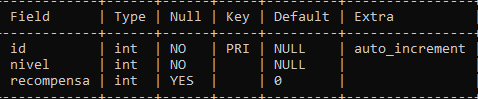 Field | Type | Null | Key | Default | Extra
id | int | NO | PRI | NULL | auto_increment
nivel | int | NO | | NULL |
recompensa | int | YES | | 0 |